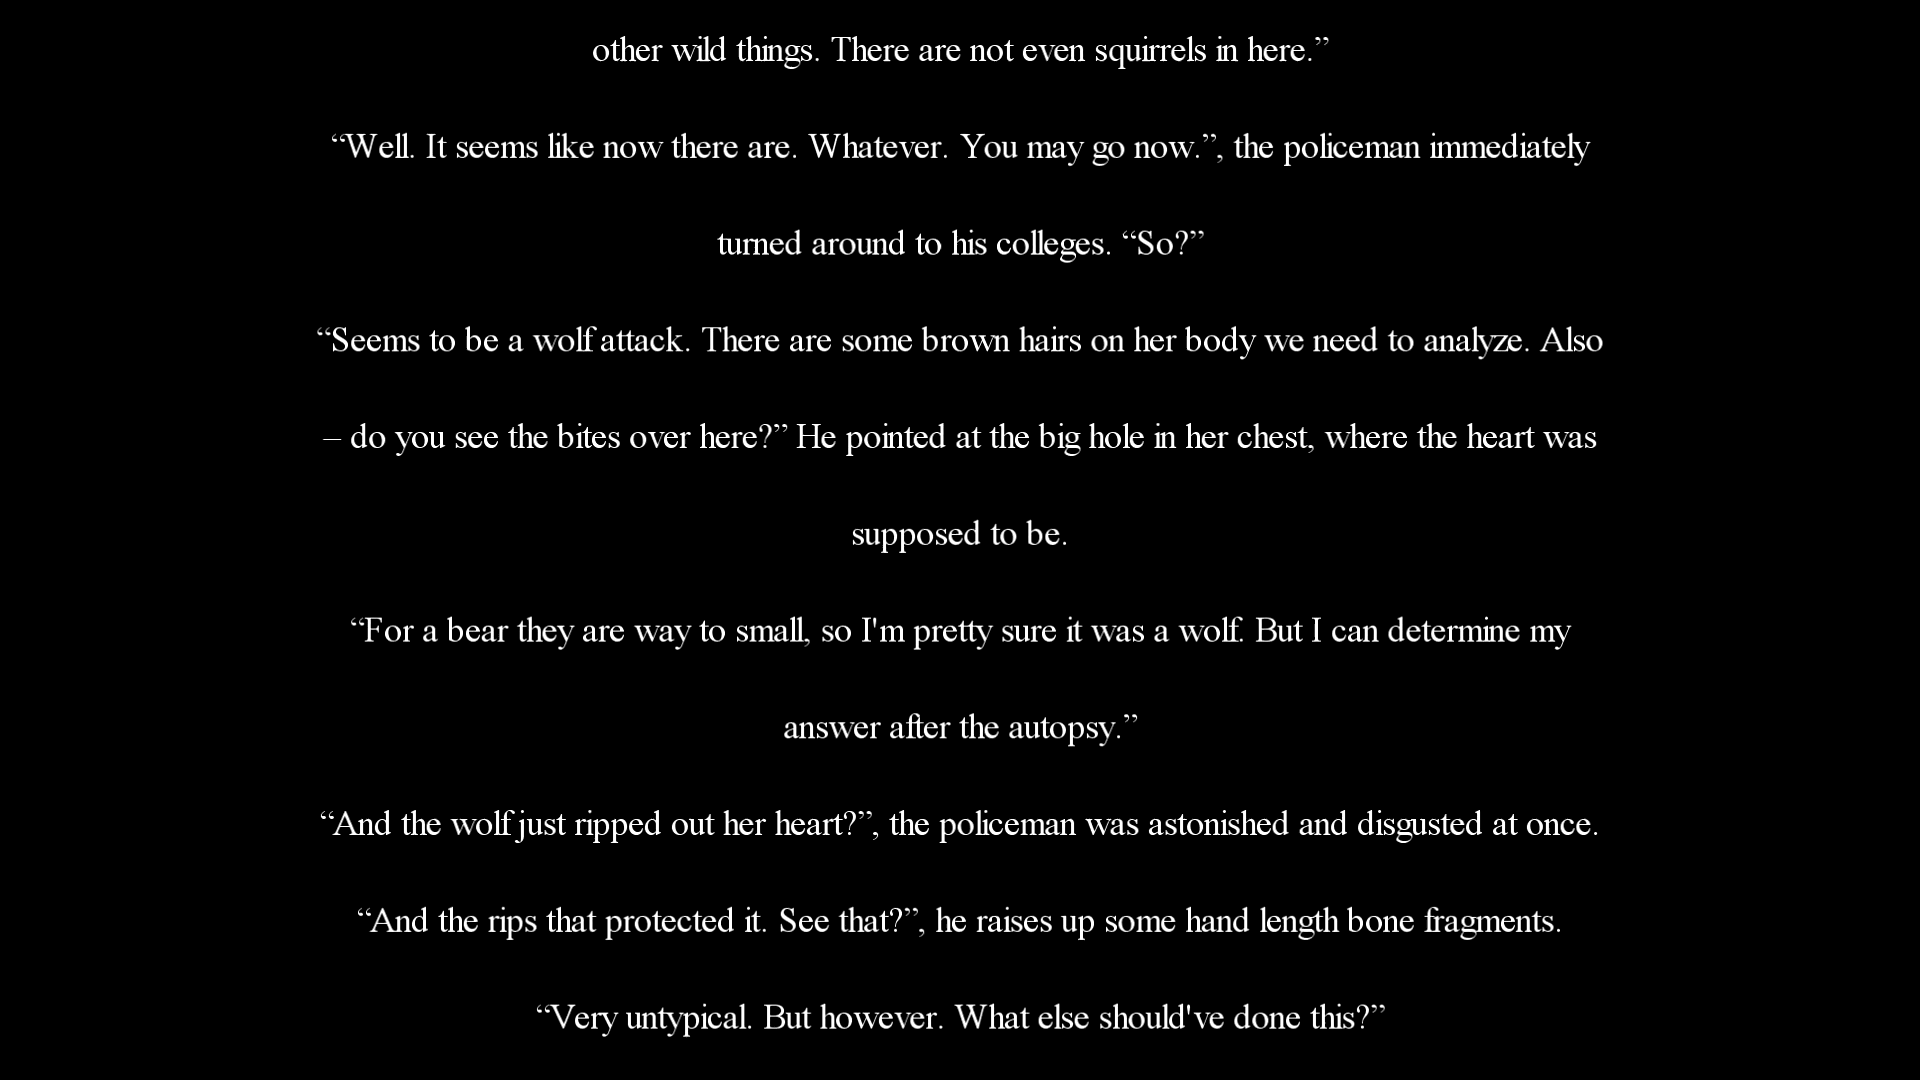 other wild things. There are not even squirrels in here.”
“Well. It seems like now there are. Whatever. You may go now.”, the policeman immediately
turned around to his colleges. “So?”
“Seems to be a wolf attack. There are some brown hairs on her body we need to analyze. Also
– do you see the bites over here?” He pointed at the big hole in her chest, where the heart was
supposed to be.
“For a bear they are way to small, so I'm pretty sure it was a wolf. But I can determine my
answer after the autopsy.”
“And the wolf just ripped out her heart?”, the policeman was astonished and disgusted at once.
“And the rips that protected it. See that?”, he raises up some hand length bone fragments.
“Very untypical. But however. What else should've done this?”